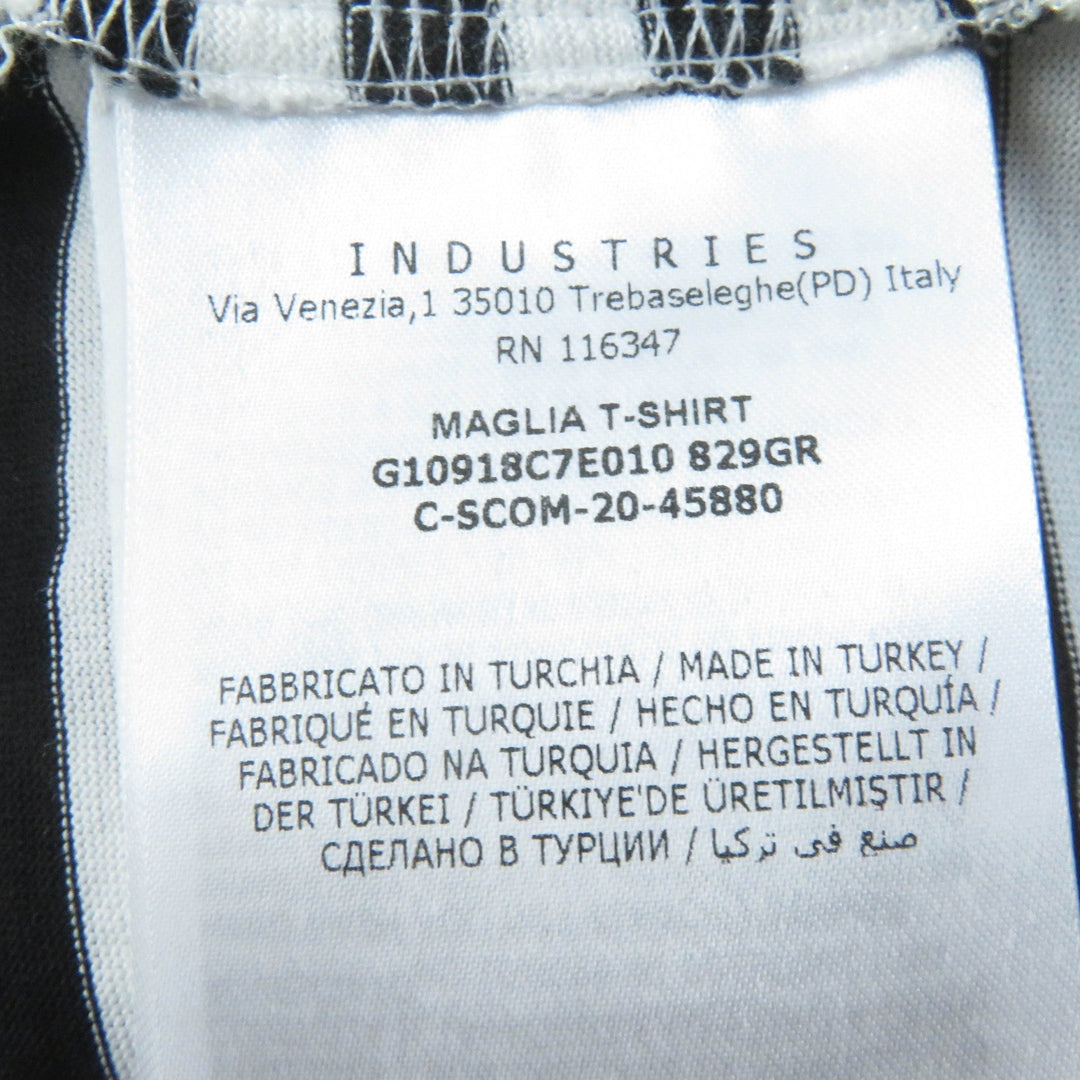 INDUSTRIES
Via Venezia,1 35010 Trebaseleghe(PD) Italy
RN 116347
MAGLIA T-SHIRT
G10918C7E010 829GR
C-SCOM-20-45880
FABBRICATO IN TURCHIA / MADE IN TURKEY /
FABRIQUÉ EN TURQUIE / HECHO EN TURQUÍA /
FABRICADO NA TURQUIA / HERGESTELLT IN
DER TÜRKEI / TÜRKIYE'DE ÜRETILMIŞTIR /
СДЕЛАНО В ТУРЦИИ / صنع في تركيا